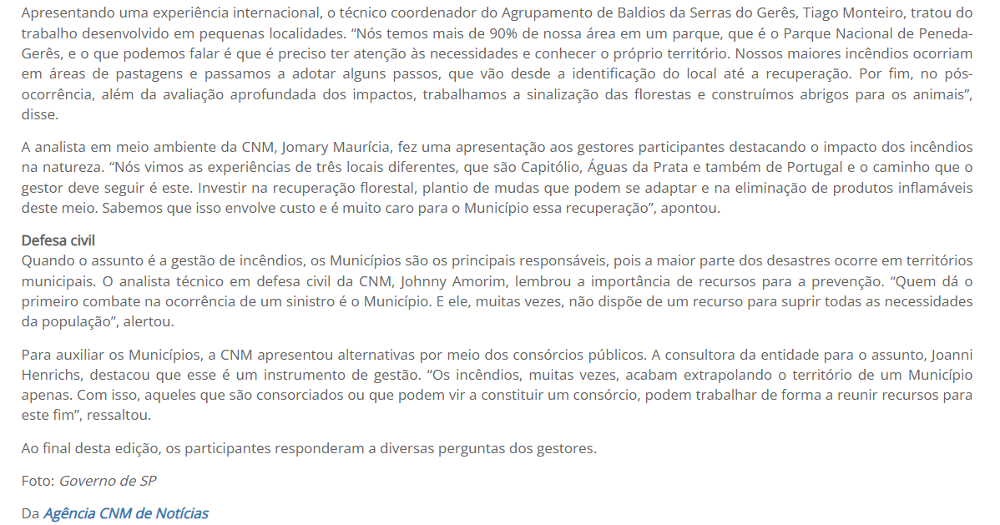 Apresentando uma experiência internacional, o técnico coordenador do Agrupamento de Baldios da Serras do Gerês, Tiago Monteiro, tratou do
trabalho desenvolvido em pequenas localidades. “Nós temos mais de 90% de nossa área em um parque, que é o Parque Nacional de Peneda-
Gerês, e o que podemos falar é que é preciso ter atenção às necessidades e conhecer o próprio território. Nossos maiores incêndios ocorriam
em áreas de pastagens e passamos a adotar alguns passos, que vão desde a identificação do local até a recuperação. Por fim, no pós-
ocorrência, além da avaliação aprofundada dos impactos, trabalhamos a sinalização das florestas e construímos abrigos para os animais”,
disse.
A analista em meio ambiente da CNM, Jomary Maurícia, fez uma apresentação aos gestores participantes destacando o impacto dos incêndios
na natureza. “Nós vimos as experiências de três locais diferentes, que são Capitólio, Águas da Prata e também de Portugal e o caminho que o
gestor deve seguir é este. Investir na recuperação florestal, plantio de mudas que podem se adaptar e na eliminação de produtos inflamáveis
deste meio. Sabemos que isso envolve custo e é muito caro para o Município essa recuperação”, apontou.
Defesa civil
Quando o assunto é a gestão de incêndios, os Municípios são os principais responsáveis, pois a maior parte dos desastres ocorre em territórios
municipais. O analista técnico em defesa civil da CNM, Johnny Amorim, lembrou a importância de recursos para a prevenção. “Quem dá o
primeiro combate na ocorrência de um sinistro é o Município. E ele, muitas vezes, não dispõe de um recurso para suprir todas as necessidades
da população”, alertou.
Para auxiliar os Municípios, a CNM apresentou alternativas por meio dos consórcios públicos. A consultora da entidade para o assunto, Joanni
Henrichs, destacou que esse é um instrumento de gestão. “Os incêndios, muitas vezes, acabam extrapolando o território de um Município
apenas. Com isso, aqueles que são consorciados ou que podem vir a constituir um consórcio, podem trabalhar de forma a reunir recursos para
este fim”, ressaltou.
Ao final desta edição, os participantes responderam a diversas perguntas dos gestores.
Foto: Governo de SP
Da Agência CNM de Notícias